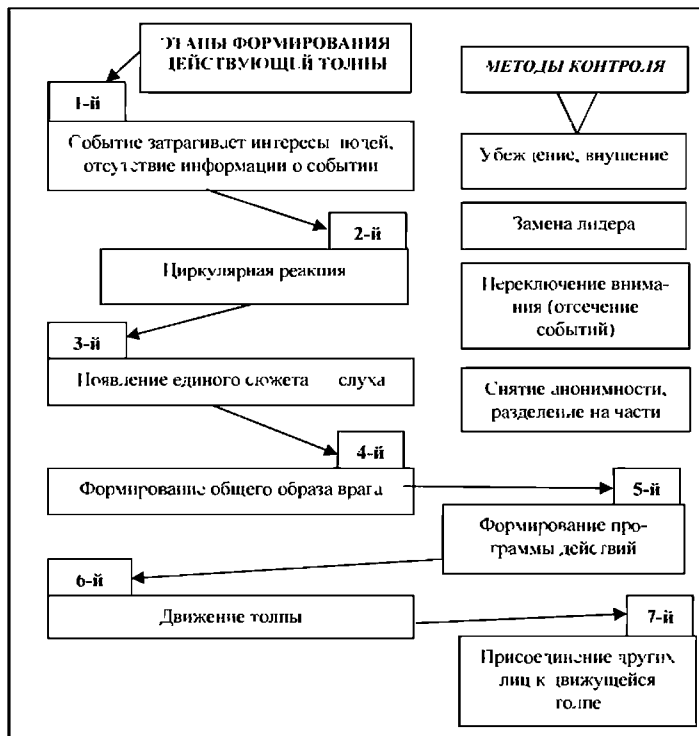 ЭТАПЫ ФОРМИРОВАНИЯ
ДЕЙСТВУЮЩЕЙ ТОЛПЫ
МЕТОДЫ КОНТРОЛЯ
1-й
Событие затрагивает интересы людей,
отсутствие информации о событии
Убеждение, внушение
2-й
Циркулярная реакция
Замена лидера
Переключение внима-
ния (отсечение
событий)
3-й
Появление единого сюжета слуха
Снятие анонимности,
разделение на части
4-й
Формирование общего образа врага
5-й
Формирование про-
граммы действий
6-й
Движение толпы
7-й
Присоединение других
лиц к движущейся
толпе